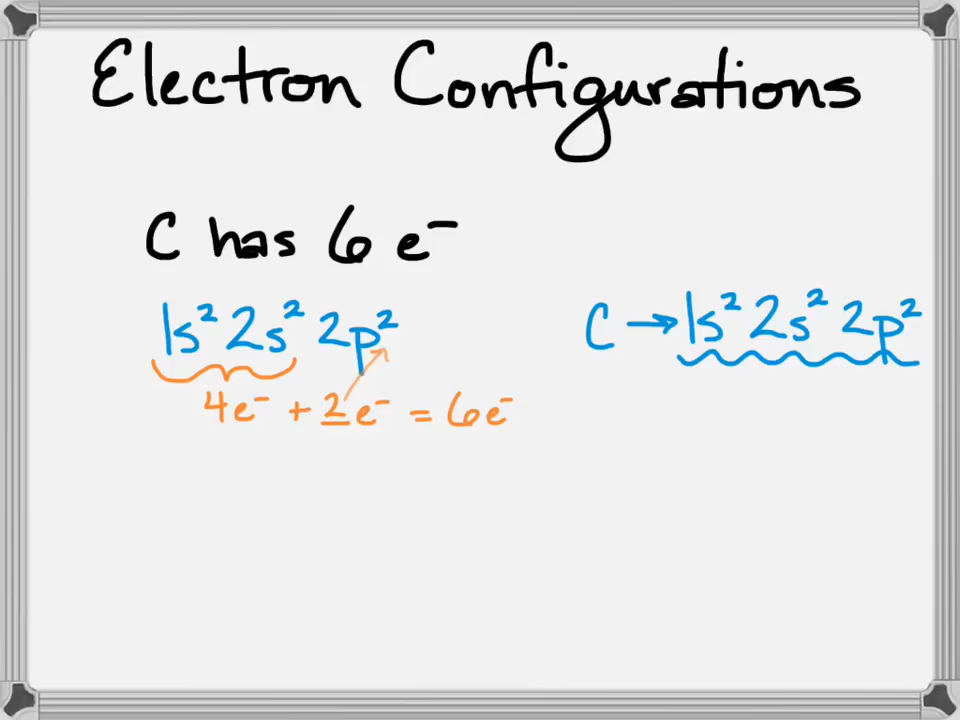 Electron Configurations
C has 6 e⁻
1s² 2s² 2p²
4e⁻ + 2e⁻ = 6e⁻
C → 1s² 2s² 2p²